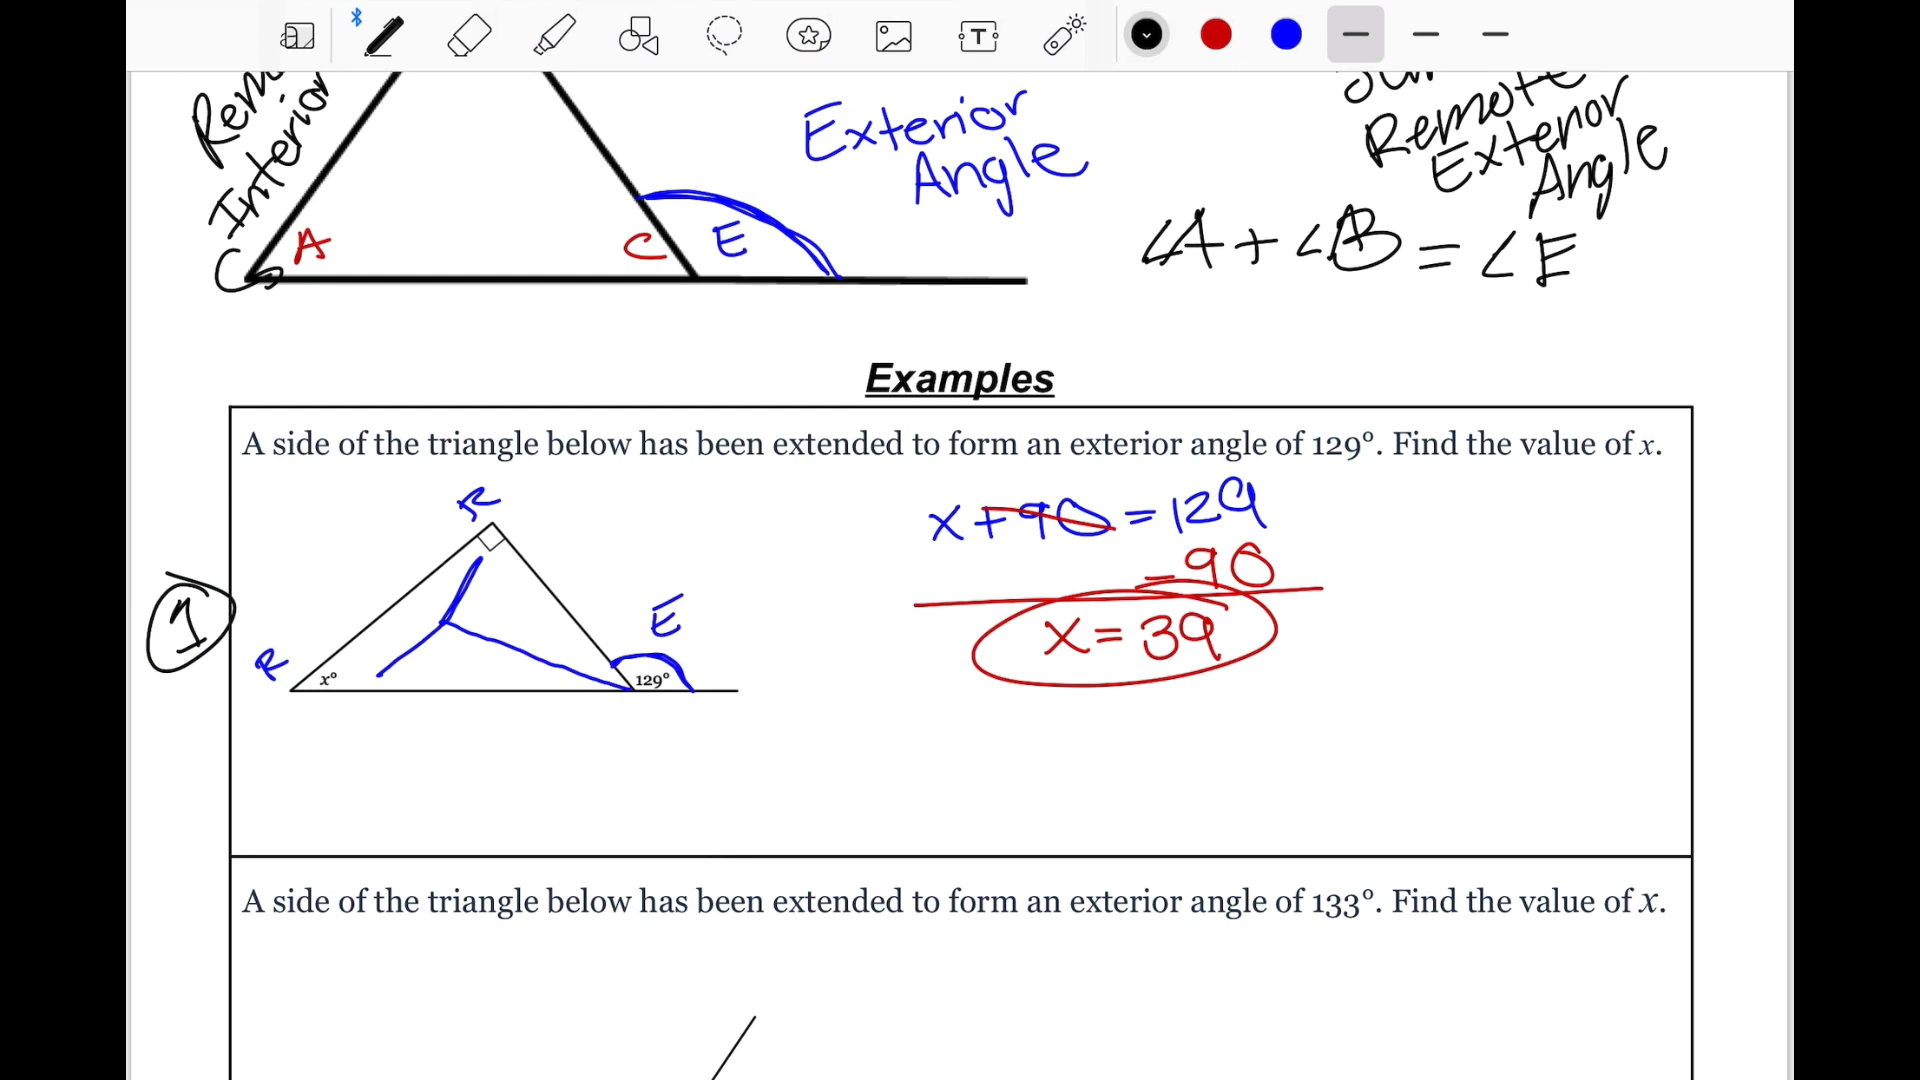 Interior
A
C
E
Exterior
Angle
Remote
Exterior
Angle
∠A + ∠B = ∠E
Examples
A side of the triangle below has been extended to form an exterior angle of 129°. Find the value of x.
R
R
E
x°
129°
1
x + 90 = 129
- 90
x = 39
A side of the triangle below has been extended to form an exterior angle of 133°. Find the value of x.